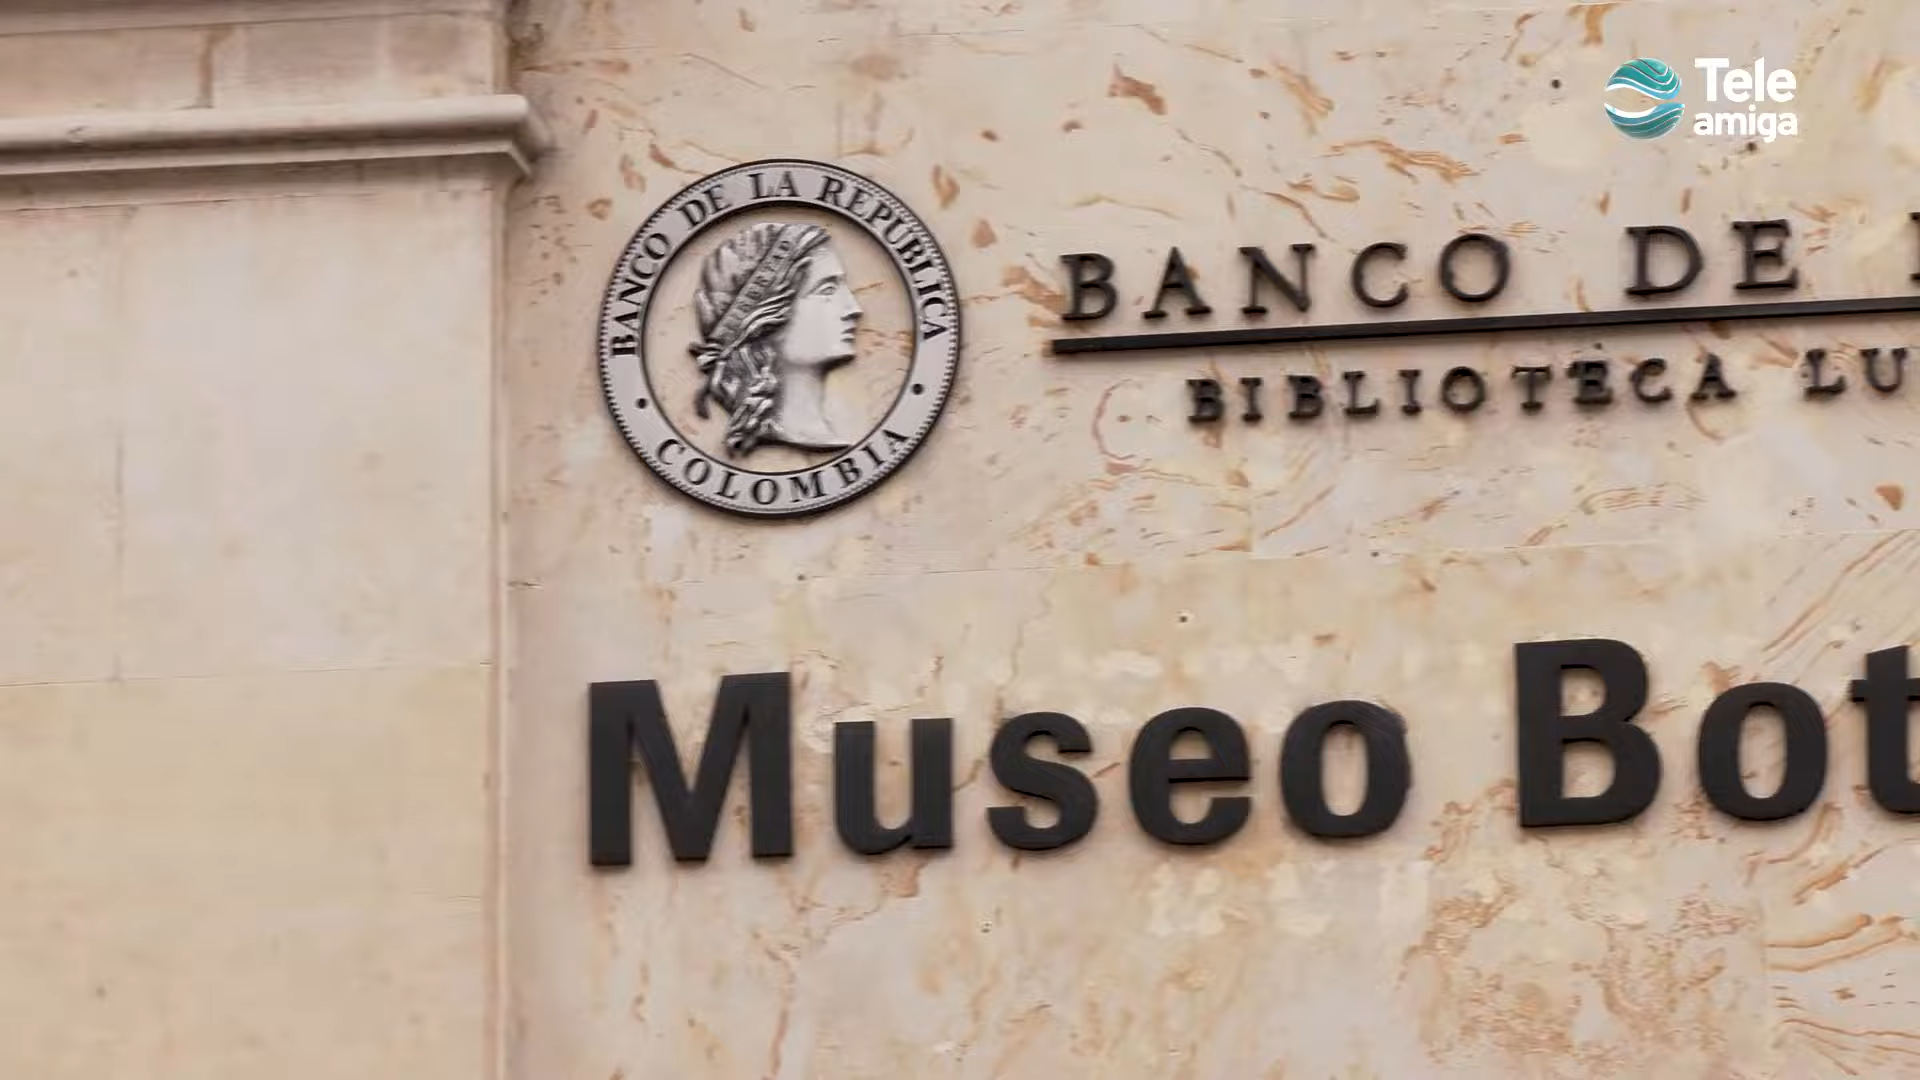 Tele
amiga
BANCO DE LA REPUBLICA
COLOMBIA
LIBERTAD
BANCO DE
BIBLIOTECA LU
Museo Bot